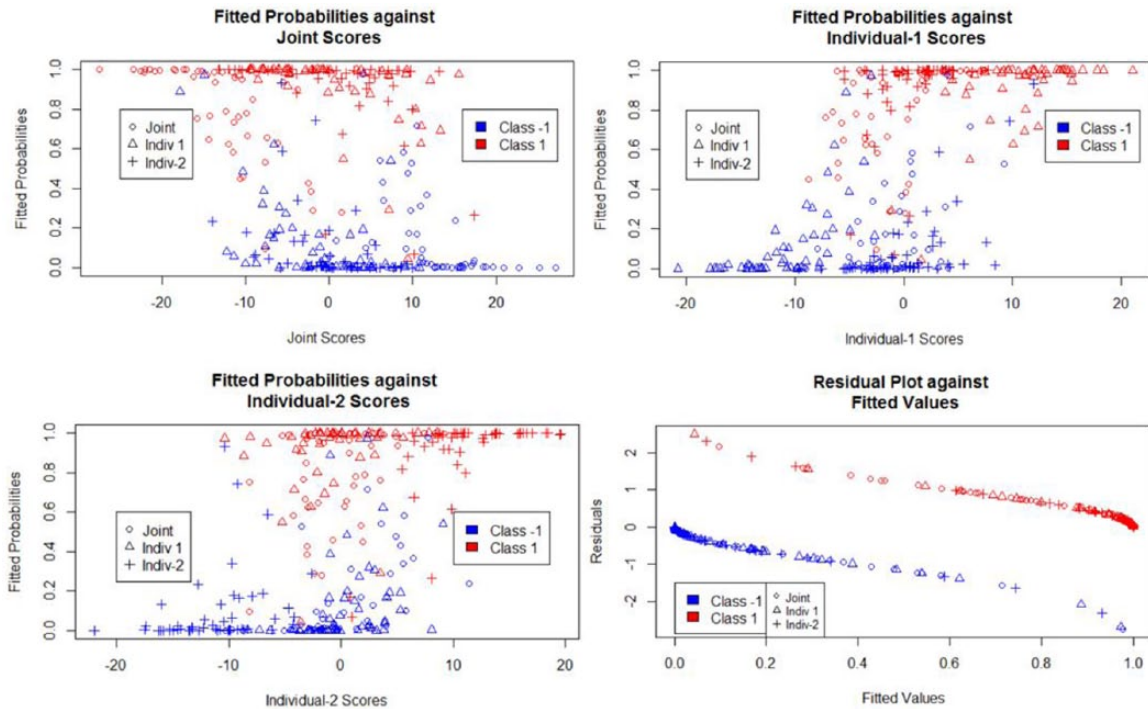 Fitted Probabilities against
Joint Scores
Fitted Probabilities
1.0
0.8
0.6
0.4
0.2
0.0
Joint
Indiv 1
Indiv-2
Class -1
Class 1
-20
-10
0
10
20
Joint Scores
Fitted Probabilities against
Individual-1 Scores
Fitted Probabilities
1.0
0.8
0.6
0.4
0.2
0.0
Joint
Indiv 1
Indiv-2
Class -1
Class 1
-20
-10
0
10
20
Individual-1 Scores
Fitted Probabilities against
Individual-2 Scores
Fitted Probabilities
1.0
0.8
0.6
0.4
0.2
0.0
Joint
Indiv 1
Indiv-2
Class -1
Class 1
-20
-10
0
10
20
Individual-2 Scores
Residual Plot against
Fitted Values
Residuals
2
1
0
-1
-2
Class -1
Class 1
Joint
Indiv 1
Indiv-2
0.0
0.2
0.4
0.6
0.8
1.0
Fitted Values